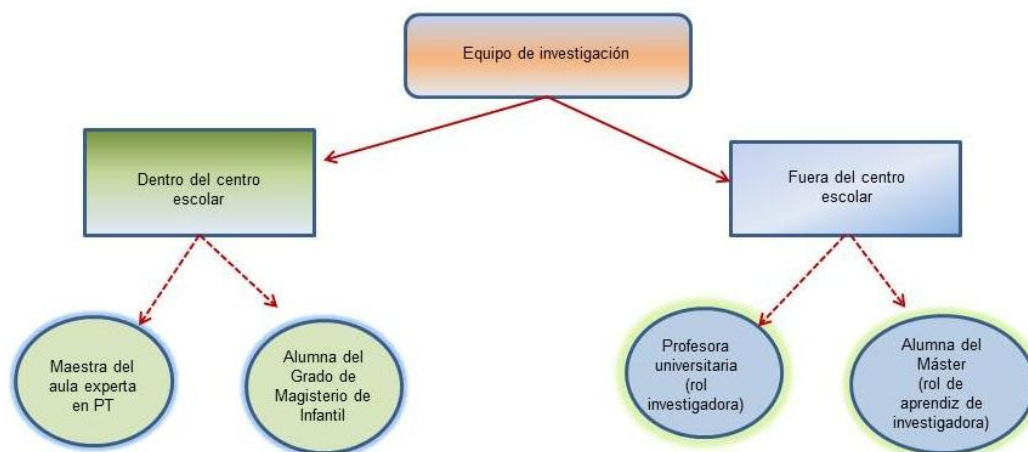 Equipo de investigación
Dentro del centro
escolar
Fuera del centro
escolar
Maestra del
aula experta
en PT
Alumna del
Grado de
Magisterio de
Infantil
Profesora
universitaria
(rol
investigadora)
Alumna del
Máster
(rol de
aprendiz de
investigadora)